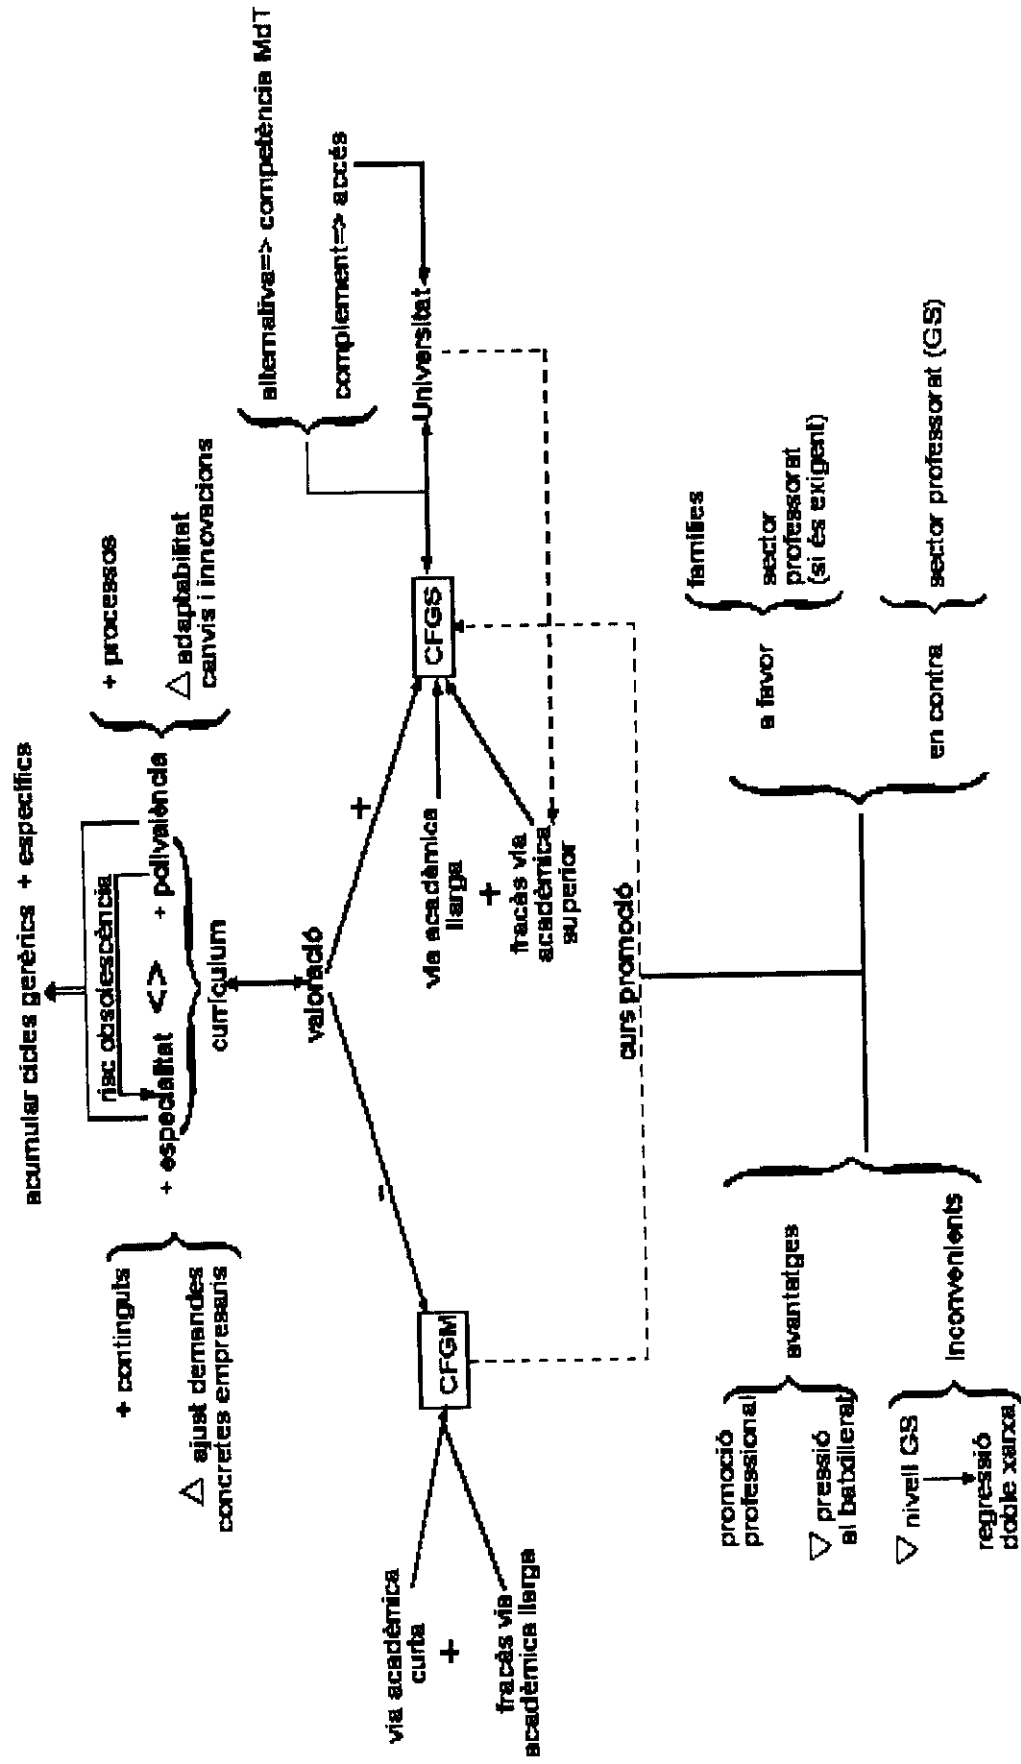 acumular cicles genèrics + específics
risc obsolescència
+ especialitat <> + polivalència
+ continguts
△ ajust demandes
concretes empresaris
+ processos
△ adaptabilitat
canvis i innovacions
currículum
valoració
-
+
CFGM
CFGS
via acadèmica
curta
+
fracàs via
acadèmica llarga
via acadèmica
llarga
+
fracàs via
acadèmica
superior
alternativa=> competència MdT
complement=> accés
Universitat
curs promoció
promoció
professional
▽ pressió
al batxillerat
avantatges
▽ nivell GS
regressió
doble xarxa
inconvenients
a favor
famílies
sector
professorat
(si és exigent)
en contra
sector professorat (GS)